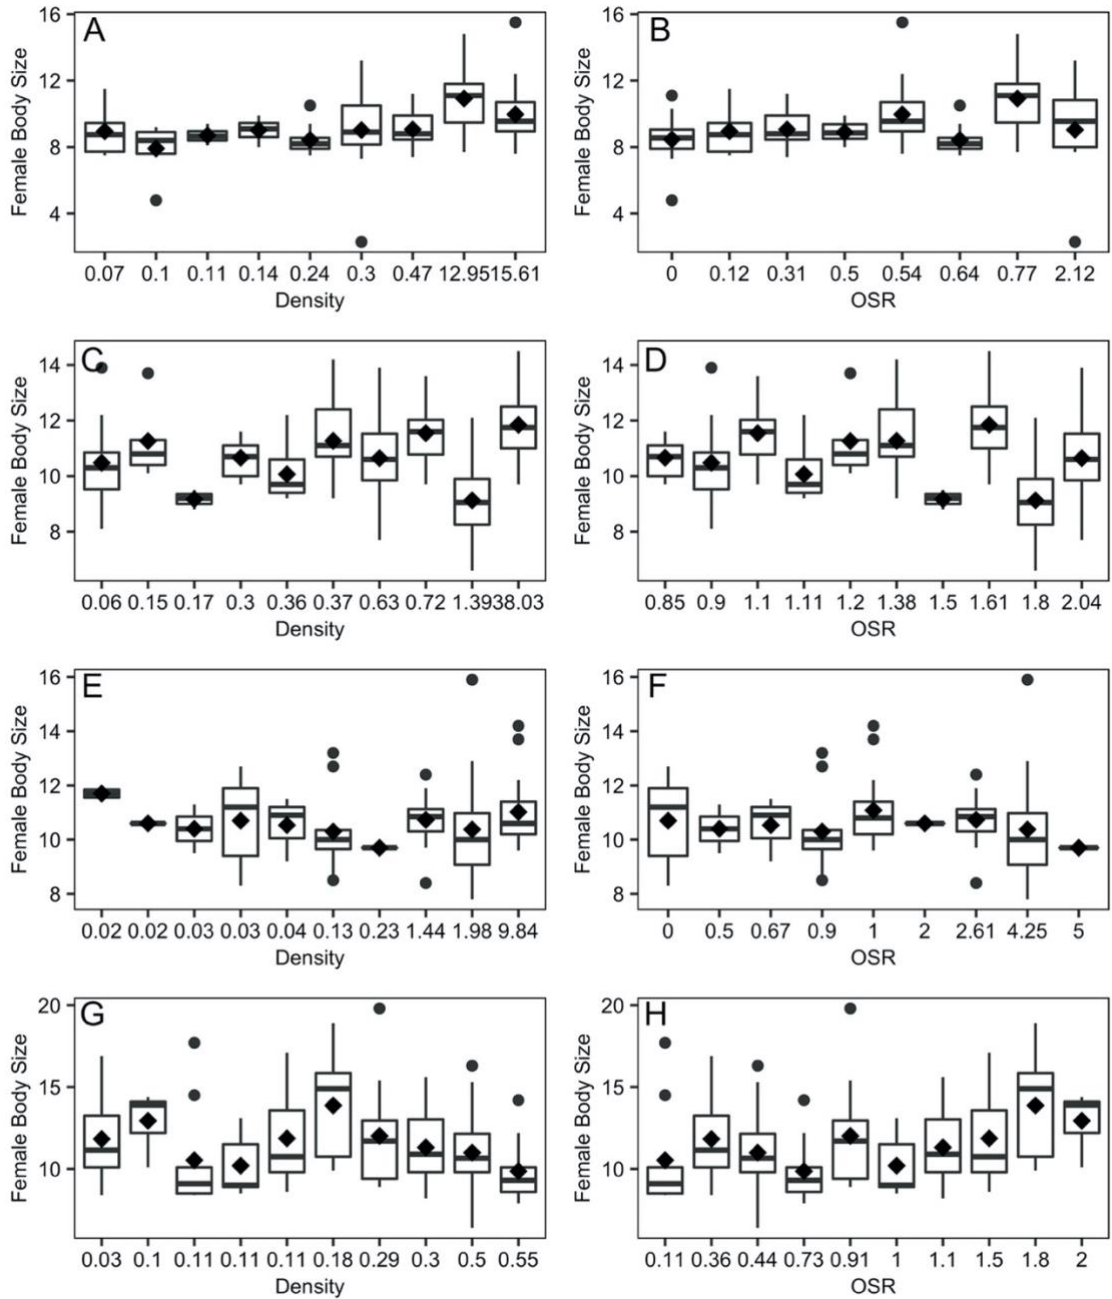 A
B
16
12
8
4
Female Body Size
0.07 0.1 0.11 0.14 0.24 0.3 0.47 12.95 15.61
Density
16
12
8
4
Female Body Size
0 0.12 0.31 0.5 0.54 0.64 0.77 2.12
OSR
C
D
14
12
10
8
Female Body Size
0.06 0.15 0.17 0.3 0.36 0.37 0.63 0.72 1.39 38.03
Density
14
12
10
8
Female Body Size
0.85 0.9 1.1 1.11 1.2 1.38 1.5 1.61 1.8 2.04
OSR
E
F
16
14
12
10
8
Female Body Size
0.02 0.02 0.03 0.03 0.04 0.13 0.23 1.44 1.98 9.84
Density
16
14
12
10
8
Female Body Size
0 0.5 0.67 0.9 1 2 2.61 4.25 5
OSR
G
H
20
15
10
Female Body Size
0.03 0.1 0.11 0.11 0.11 0.18 0.29 0.3 0.5 0.55
Density
20
15
10
Female Body Size
0.11 0.36 0.44 0.73 0.91 1 1.1 1.5 1.8 2
OSR